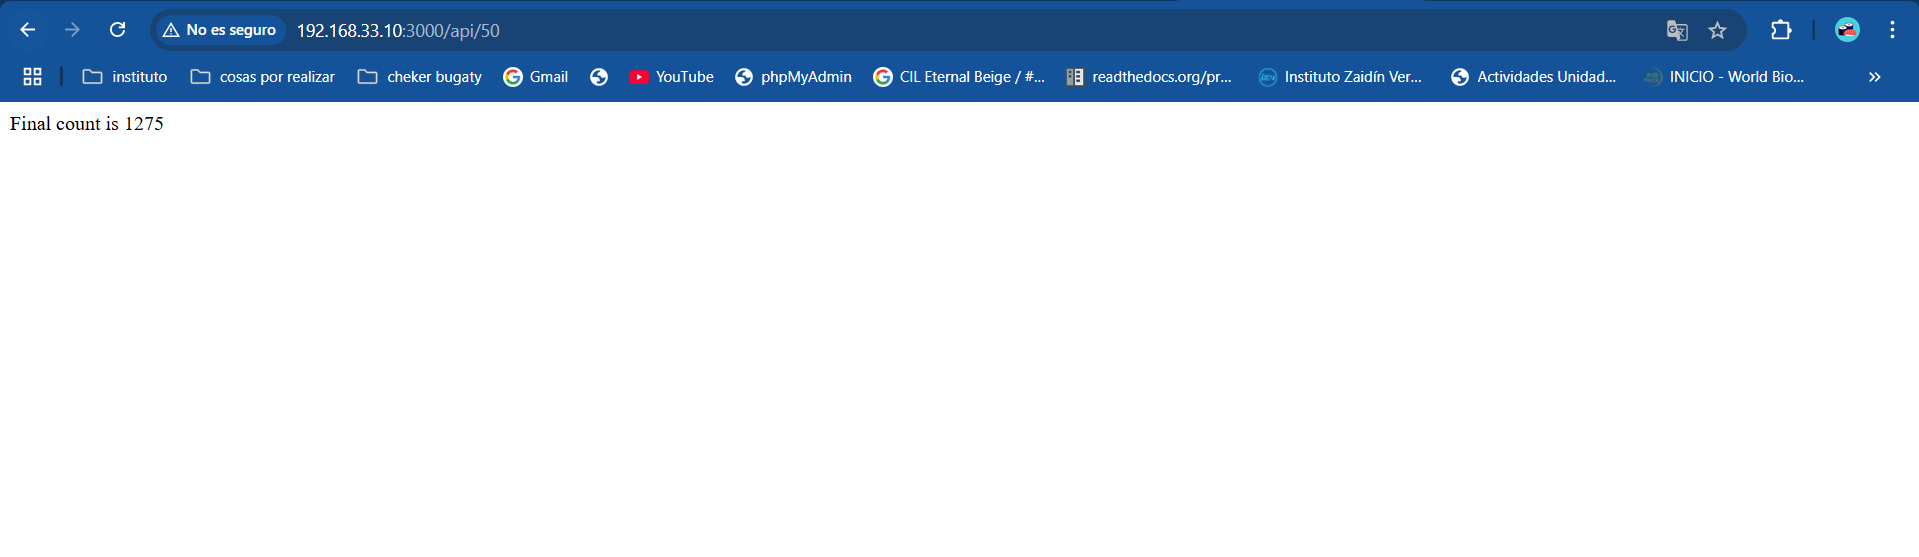 No es seguro 192.168.33.10:3000/api/50
instituto cosas por realizar cheker bugaty Gmail YouTube phpMyAdmin CIL Eternal Beige / #... readthedocs.org/pr... Instituto Zaidín Ver... Actividades Unidad... INICIO - World Bio...
Final count is 1275